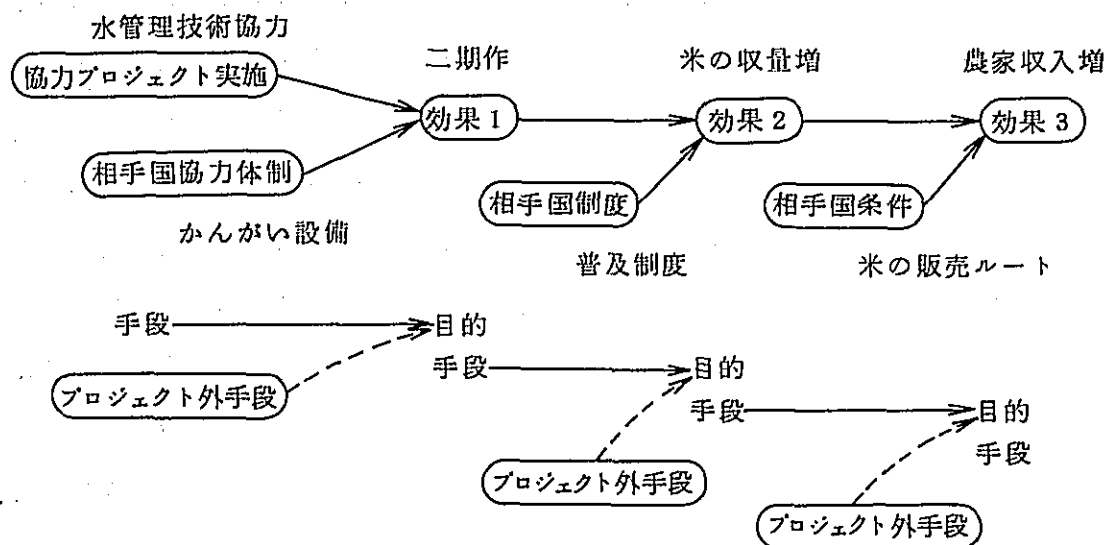 水管理技術協力
協力プロジェクト実施
二期作
米の収量増
農家収入増
効果1
効果2
効果3
相手国協力体制
相手国制度
相手国条件
かんがい設備
普及制度
米の販売ルート
手段
目的
プロジェクト外手段
手段
目的
プロジェクト外手段
手段
目的
手段
プロジェクト外手段